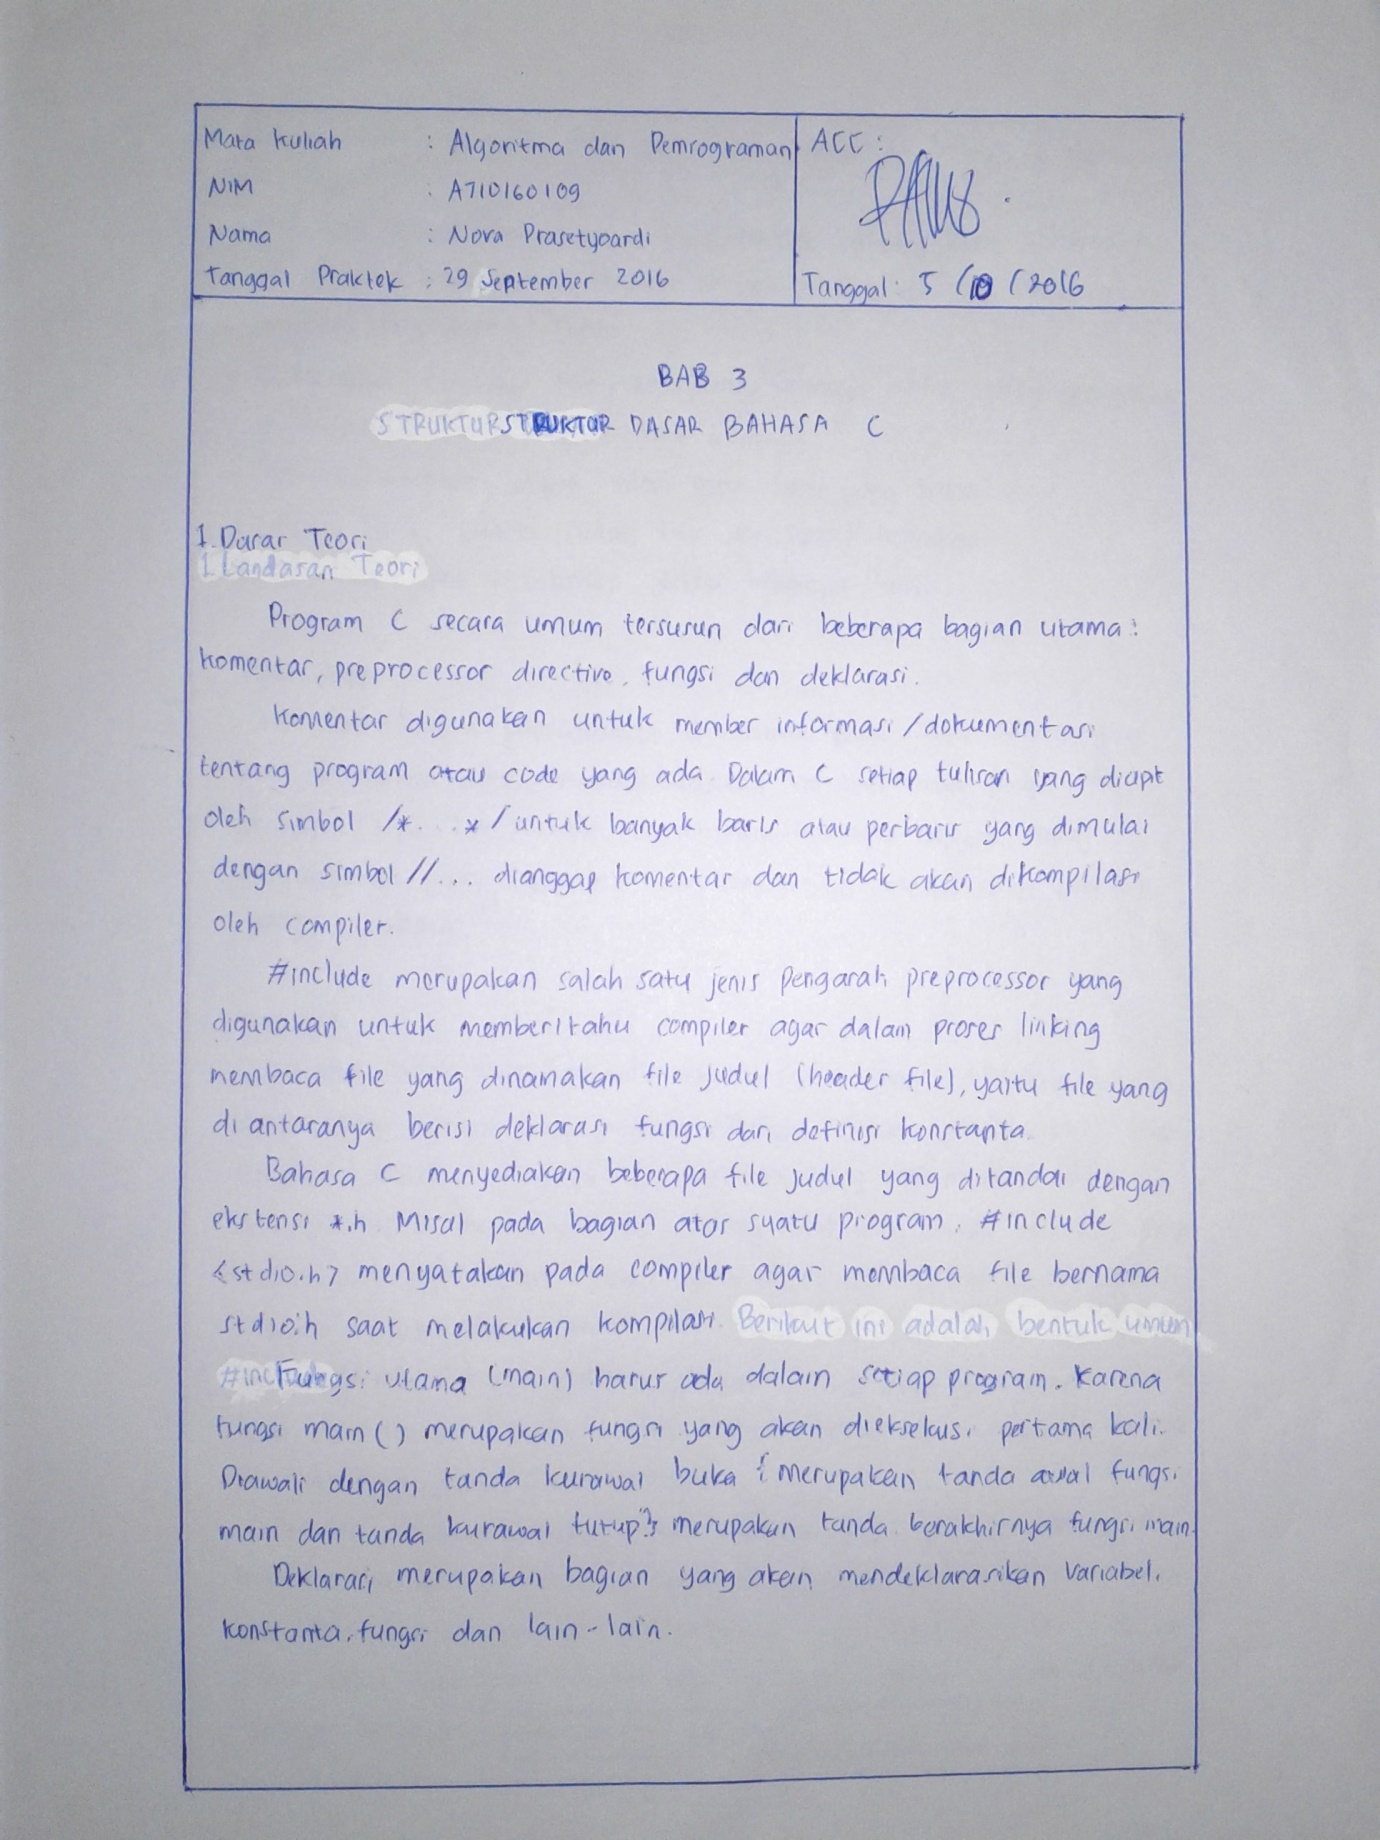 Mata Kuliah : Algoritma dan Pemrograman
NIM : A710160109
Nama : Nova Prasetyoardi
Tanggal Praktek : 29 September 2016
ACC :
Tanggal : 5 / 10 / 2016
BAB 3
STRUKTUR STRUKTUR DASAR BAHASA C
1. Dasar Teori
1. Landasan Teori
Program C secara umum tersusun dari beberapa bagian utama :
komentar, preprocessor directive, fungsi dan deklarasi.
Komentar digunakan untuk member informasi / dokumentasi
tentang program atau code yang ada. Dalam C setiap tulisan yang diapit
oleh simbol /*. . . . */ untuk banyak baris atau perbaris yang dimulai
dengan simbol //... dianggap komentar dan tidak akan dikompilasi
oleh compiler.
#include merupakan salah satu jenis pengarah preprocessor yang
digunakan untuk memberitahu compiler agar dalam proses linking
membaca file yang dinamakan file judul (header file), yaitu file yang
di antaranya berisi deklarasi fungsi dan definisi konstanta.
Bahasa C menyediakan beberapa file judul yang ditandai dengan
ekstensi *.h. Misal pada bagian atas suatu program. #include
<stdio.h> menyatakan pada compiler agar membaca file bernama
stdio.h saat melakukan kompilasi. Berikut ini adalah bentuk umum
#inc Fungsi utama (main) harus ada dalam setiap program. Karena
fungsi main () merupakan fungsi yang akan dieksekusi pertama kali.
Diawali dengan tanda kurawal buka { merupakan tanda awal fungsi
main dan tanda kurawal tutup } merupakan tanda berakhirnya fungsi main.
Deklarasi merupakan bagian yang akan mendeklarasikan variabel,
konstanta, fungsi dan lain - lain.